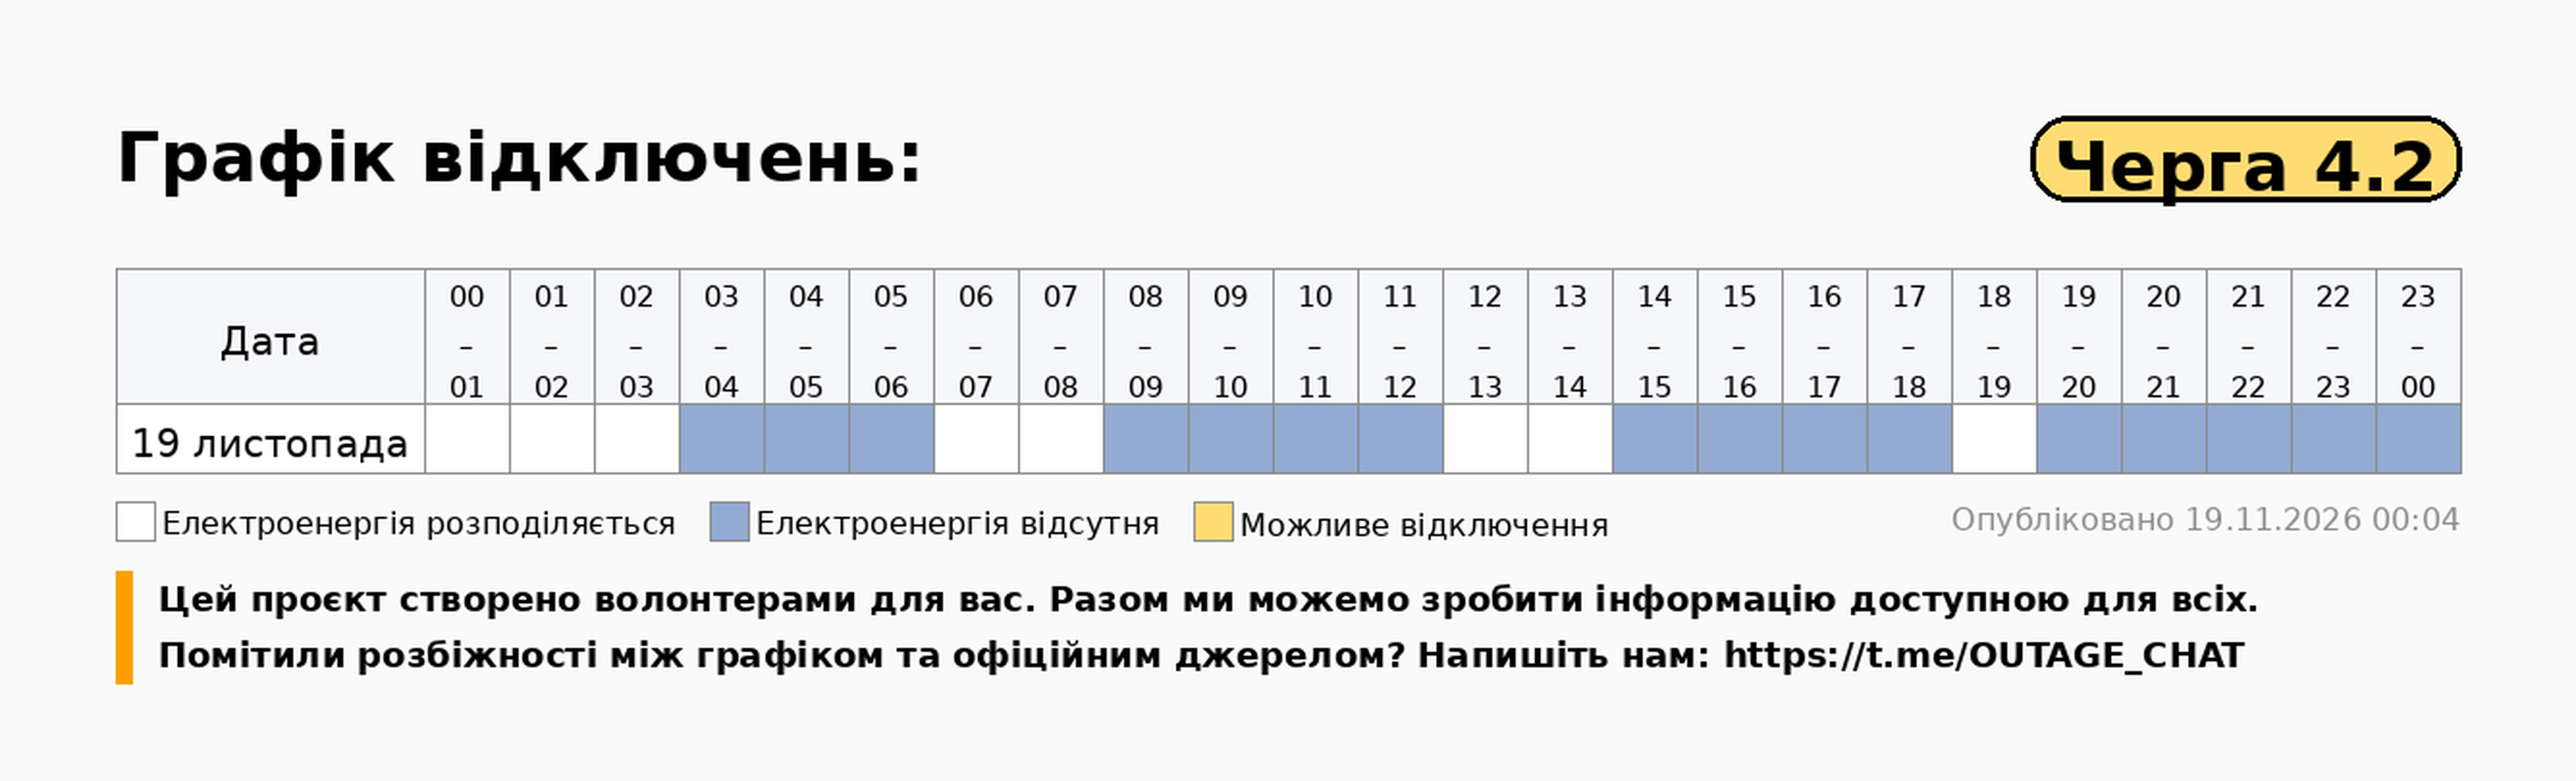 Графік відключень:
Черга 4.2
Дата
00 – 01
01 – 02
02 – 03
03 – 04
04 – 05
05 – 06
06 – 07
07 – 08
08 – 09
09 – 10
10 – 11
11 – 12
12 – 13
13 – 14
14 – 15
15 – 16
16 – 17
17 – 18
18 – 19
19 – 20
20 – 21
21 – 22
22 – 23
23 – 00
19 листопада
Електроенергія розподіляється
Електроенергія відсутня
Можливе відключення
Опубліковано 19.11.2026 00:04
Цей проєкт створено волонтерами для вас. Разом ми можемо зробити інформацію доступною для всіх.
Помітили розбіжності між графіком та офіційним джерелом? Напишіть нам: https://t.me/OUTAGE_CHAT